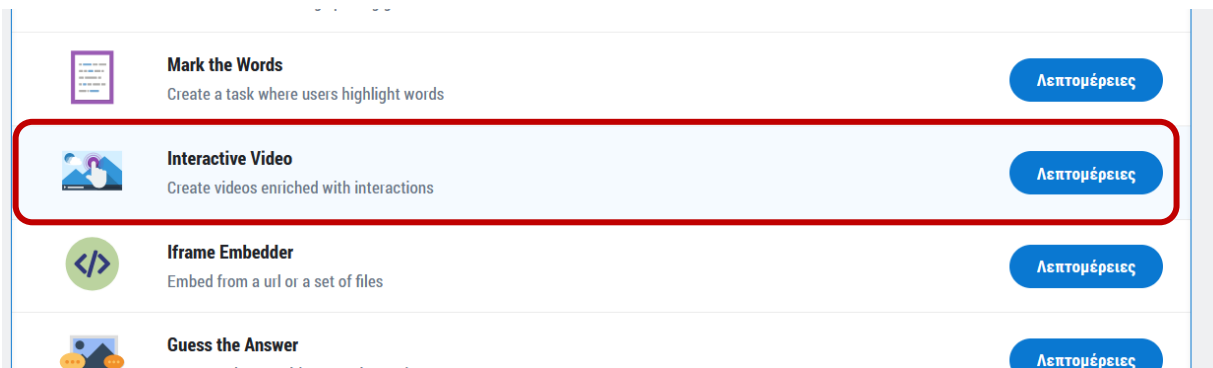 Mark the Words
Create a task where users highlight words
Λεπτομέρειες
Interactive Video
Create videos enriched with interactions
Λεπτομέρειες
Iframe Embedder
Embed from a url or a set of files
Λεπτομέρειες
Guess the Answer
Λεπτομέρειες